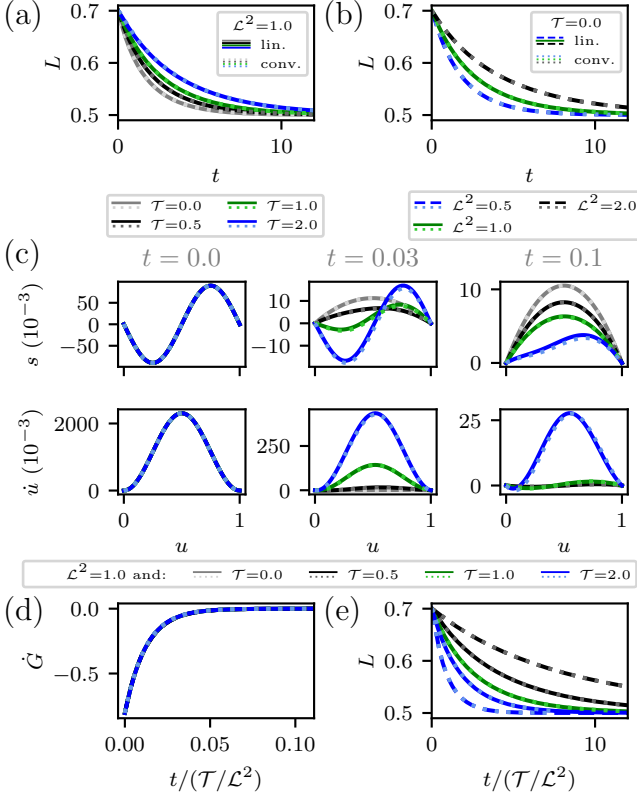 (a)
0.7
0.6
0.5
L
0
10
t
ℒ²=1.0
lin.
conv.
(b)
0.7
0.6
0.5
L
0
10
t
𝒯=0.0
lin.
conv.
𝒯=0.0
𝒯=0.5
𝒯=1.0
𝒯=2.0
ℒ²=0.5
ℒ²=1.0
ℒ²=2.0
(c)
t = 0.0
t = 0.03
t = 0.1
s (10⁻³)
50
0
−50
10
0
−10
10
0
u̇ (10⁻³)
2000
0
250
0
25
0
0
1
0
1
0
1
u
u
u
ℒ²=1.0 and:
𝒯=0.0
𝒯=0.5
𝒯=1.0
𝒯=2.0
(d)
0.0
−0.5
Ġ
0.00
0.05
0.10
t/(𝒯/ℒ²)
(e)
0.7
0.6
0.5
L
0
10
t/(𝒯/ℒ²)